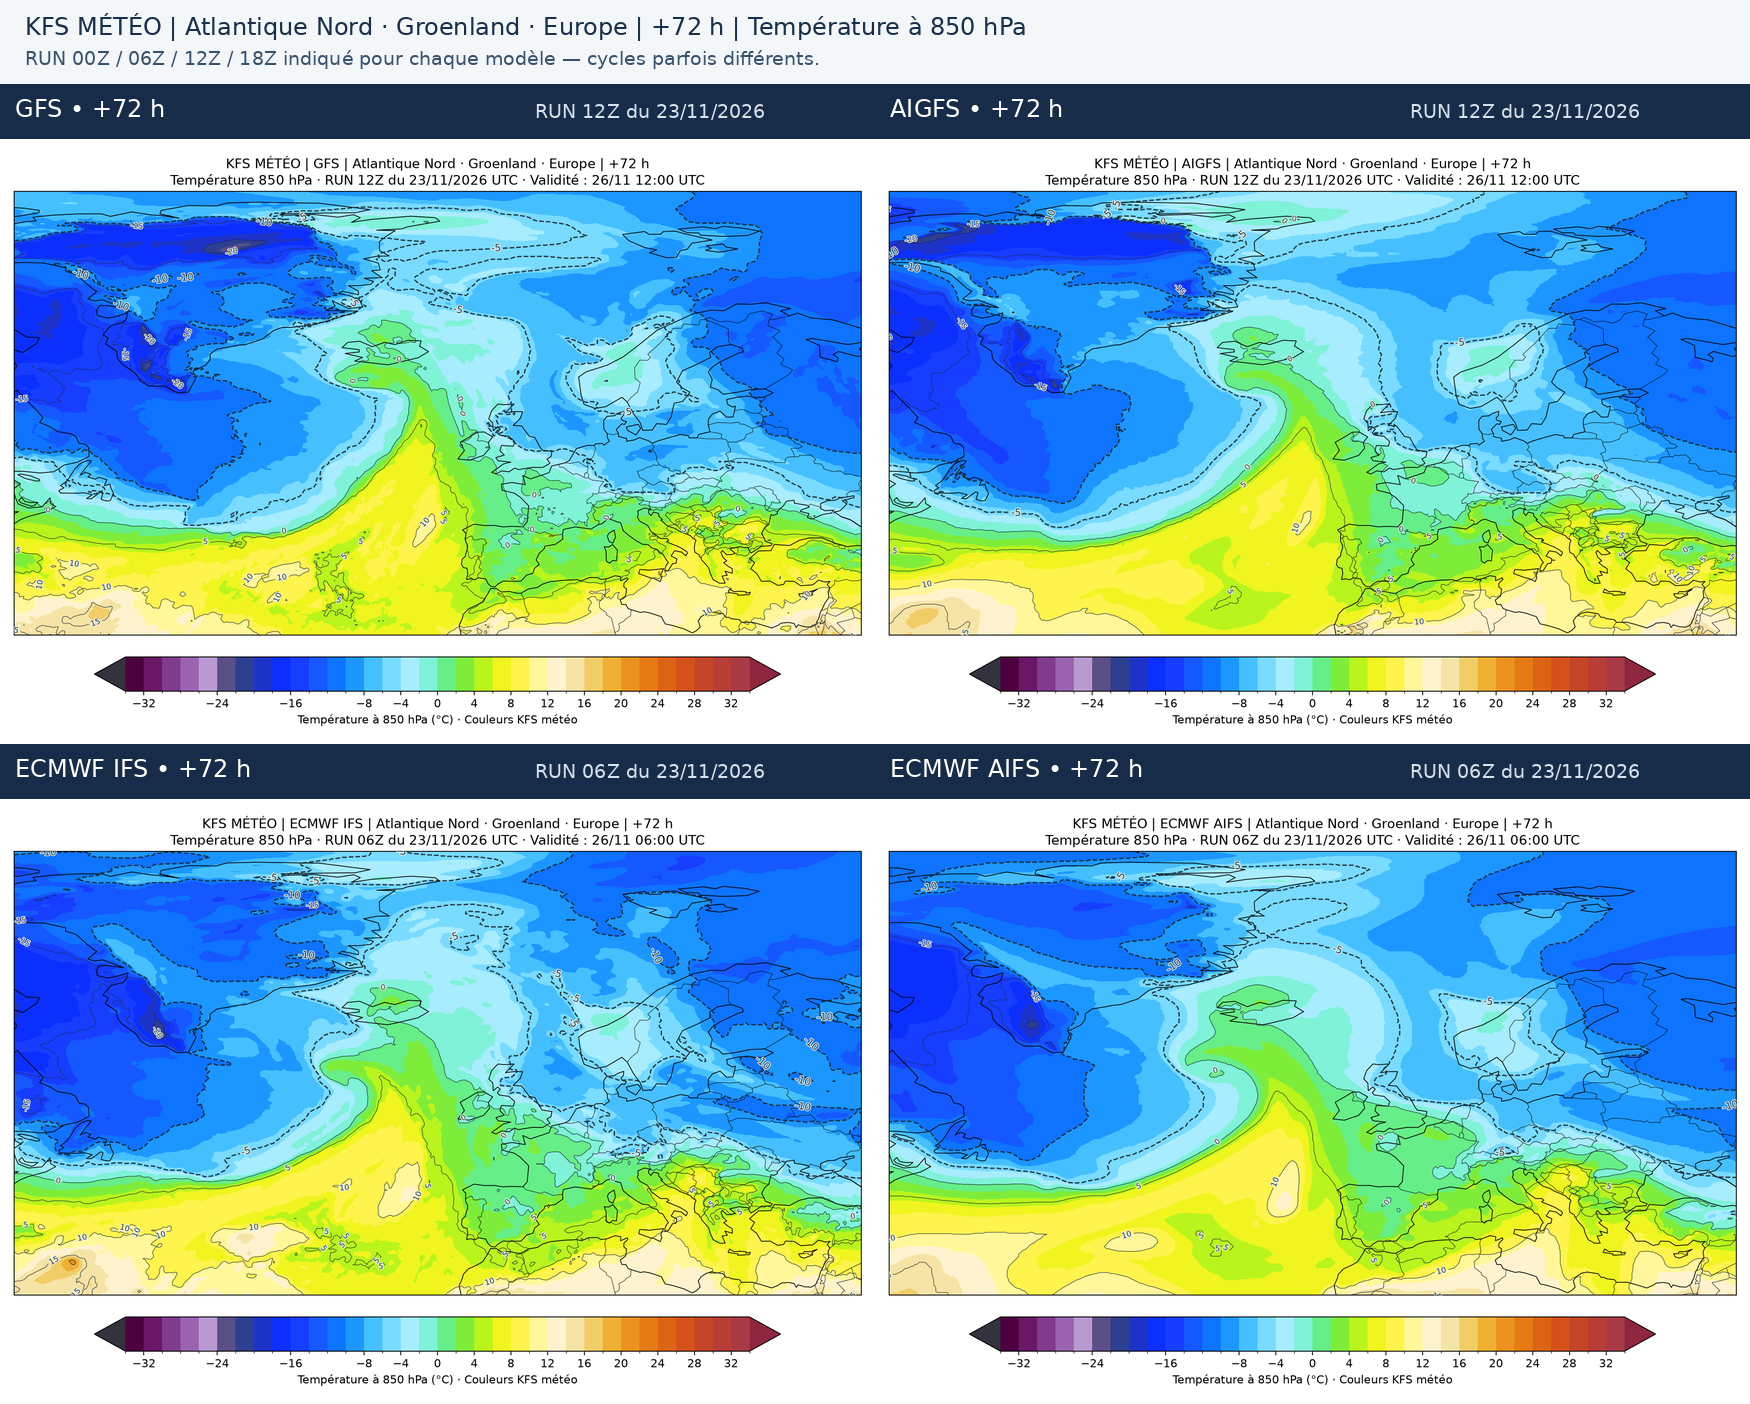 KFS MÉTÉO | Atlantique Nord · Groenland · Europe | +72 h | Température à 850 hPa
RUN 00Z / 06Z / 12Z / 18Z indiqué pour chaque modèle — cycles parfois différents.
GFS • +72 h
RUN 12Z du 23/11/2026
AIGFS • +72 h
RUN 12Z du 23/11/2026
KFS MÉTÉO | GFS | Atlantique Nord · Groenland · Europe | +72 h
Température 850 hPa · RUN 12Z du 23/11/2026 UTC · Validité : 26/11 12:00 UTC
KFS MÉTÉO | AIGFS | Atlantique Nord · Groenland · Europe | +72 h
Température 850 hPa · RUN 12Z du 23/11/2026 UTC · Validité : 26/11 12:00 UTC
−32 −24 −16 −8 −4 0 4 8 12 16 20 24 28 32
Température à 850 hPa (°C) · Couleurs KFS météo
−32 −24 −16 −8 −4 0 4 8 12 16 20 24 28 32
Température à 850 hPa (°C) · Couleurs KFS météo
ECMWF IFS • +72 h
RUN 06Z du 23/11/2026
ECMWF AIFS • +72 h
RUN 06Z du 23/11/2026
KFS MÉTÉO | ECMWF IFS | Atlantique Nord · Groenland · Europe | +72 h
Température 850 hPa · RUN 06Z du 23/11/2026 UTC · Validité : 26/11 06:00 UTC
KFS MÉTÉO | ECMWF AIFS | Atlantique Nord · Groenland · Europe | +72 h
Température 850 hPa · RUN 06Z du 23/11/2026 UTC · Validité : 26/11 06:00 UTC
−32 −24 −16 −8 −4 0 4 8 12 16 20 24 28 32
Température à 850 hPa (°C) · Couleurs KFS météo
−32 −24 −16 −8 −4 0 4 8 12 16 20 24 28 32
Température à 850 hPa (°C) · Couleurs KFS météo